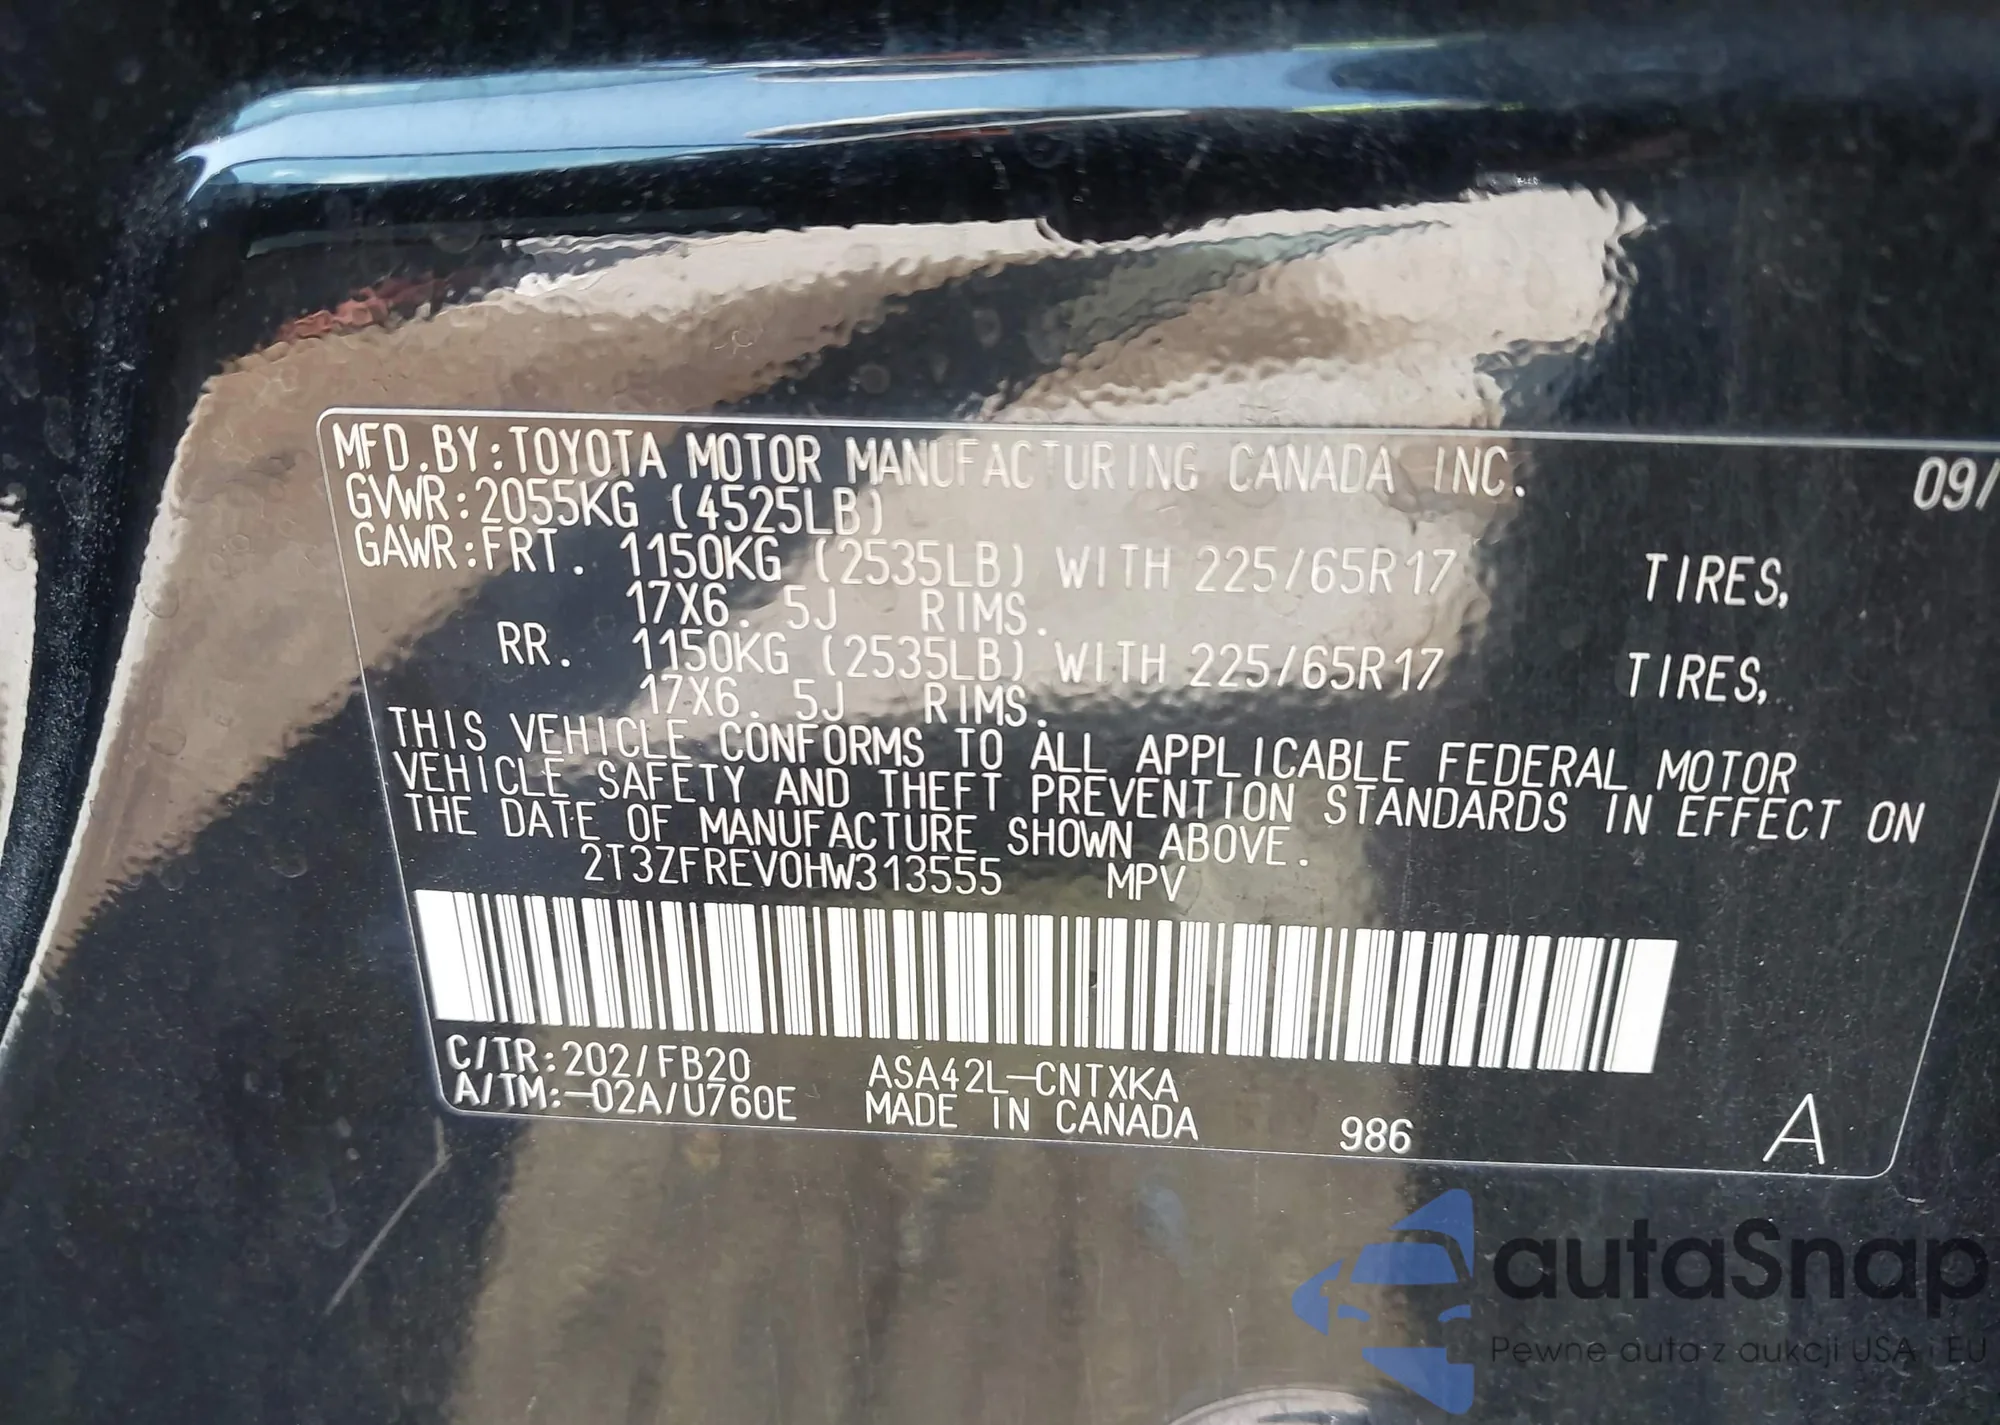 MFD.BY:TOYOTA MOTOR MANUFACTURING CANADA INC. 09/
GVWR:2055KG (4525LB)
GAWR:FRT. 1150KG (2535LB) WITH 225/65R17 TIRES,
17X6.5J RIMS.
RR. 1150KG (2535LB) WITH 225/65R17 TIRES,
17X6.5J RIMS.
THIS VEHICLE CONFORMS TO ALL APPLICABLE FEDERAL MOTOR
VEHICLE SAFETY AND THEFT PREVENTION STANDARDS IN EFFECT ON
THE DATE OF MANUFACTURE SHOWN ABOVE.
2T3ZFREV0HW313555 MPV
C/TR:202/FB20 ASA42L-CNTXKA
A/TM:-02A/U760E MADE IN CANADA 986 A
autaSnap
Pewne auta z aukcji USA i EU